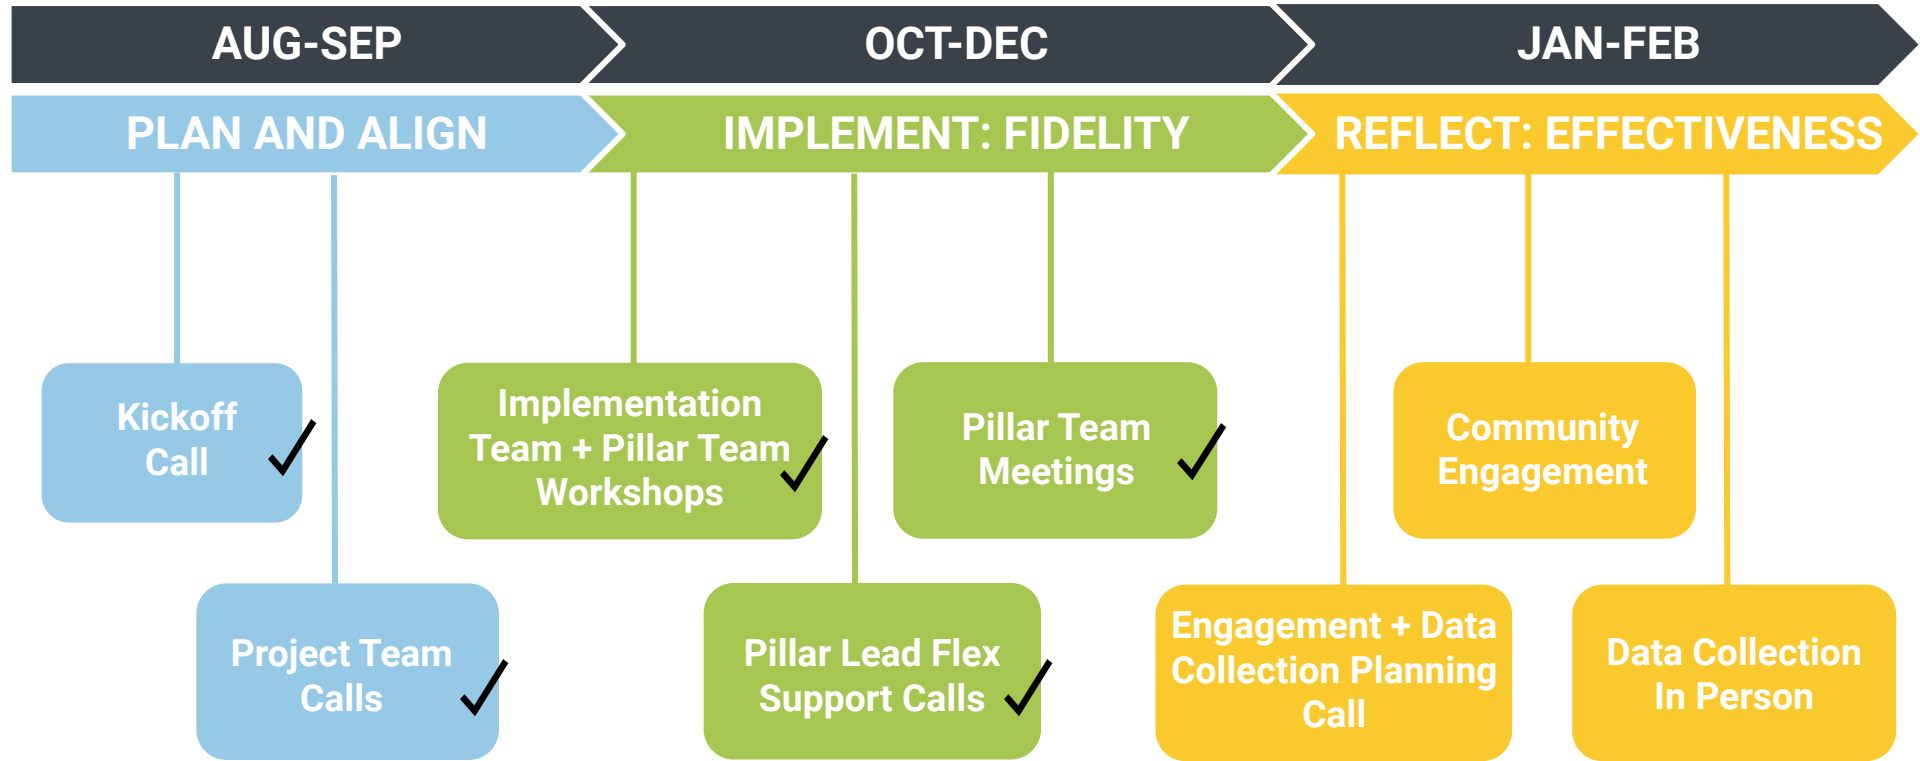 AUG-SEP
OCT-DEC
JAN-FEB
PLAN AND ALIGN
IMPLEMENT: FIDELITY
REFLECT: EFFECTIVENESS
Kickoff
Call
Implementation
Team + Pillar Team
Workshops
Pillar Team
Meetings
Community
Engagement
Project Team
Calls
Pillar Lead Flex
Support Calls
Engagement + Data
Collection Planning
Call
Data Collection
In Person